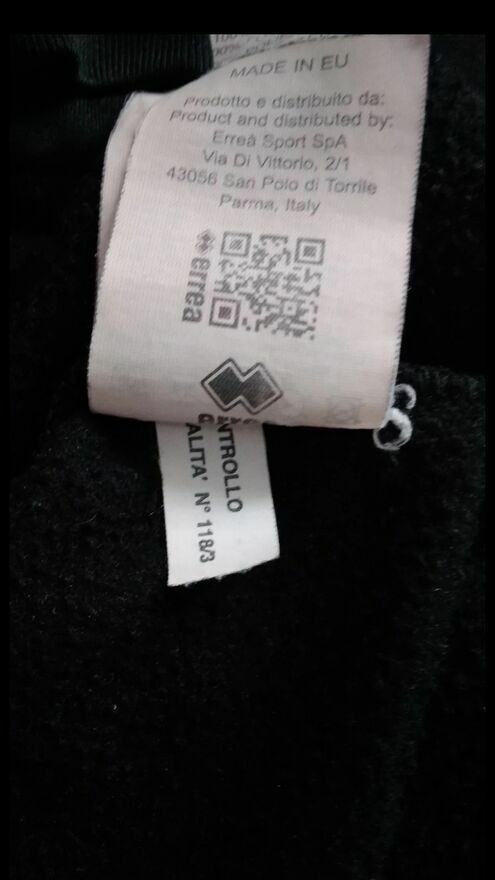 100
MADE IN EU
Prodotto e distribuito da:
Product and distributed by:
Erreà Sport SpA
Via Di Vittorio, 2/1
43056 San Polo di Torrile
Parma, Italy
errea
NTROLLO
ALITA' N° 118/3